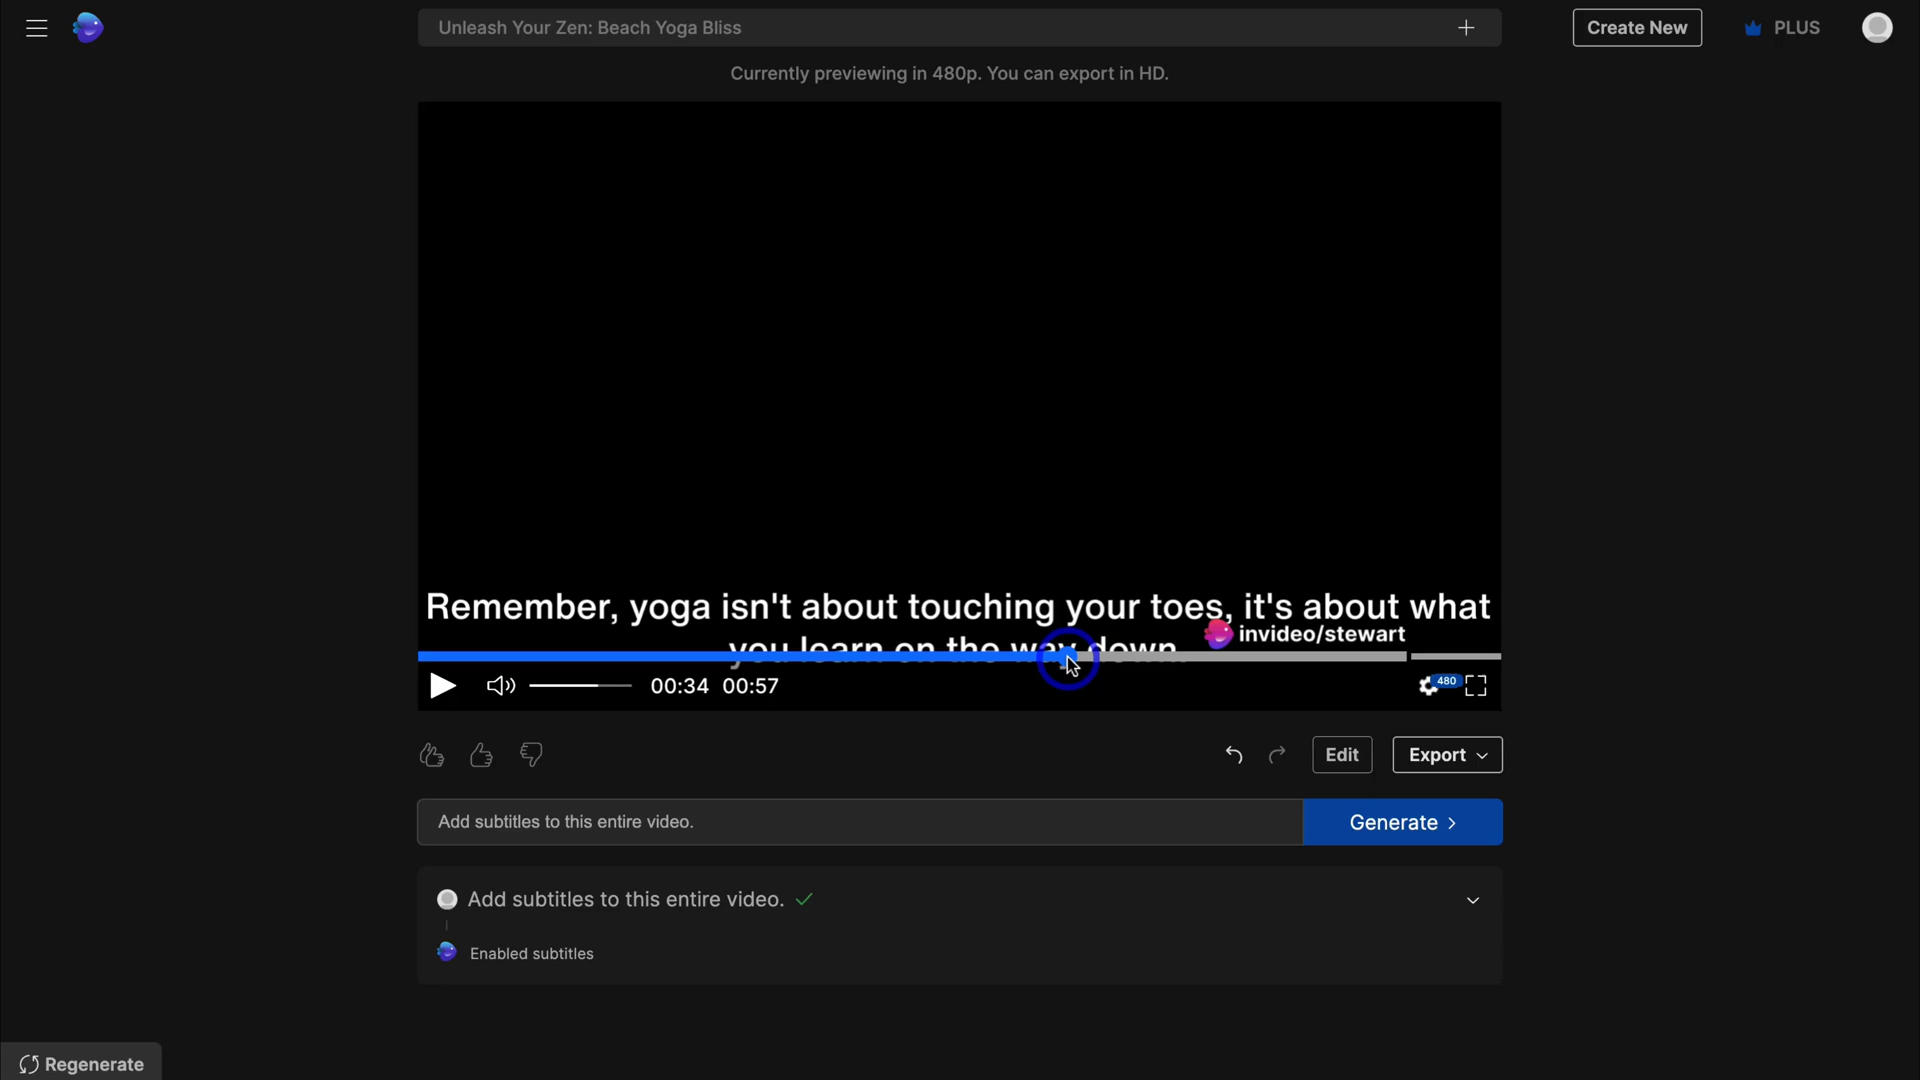 Unleash Your Zen: Beach Yoga Bliss
Create New
PLUS
Currently previewing in 480p. You can export in HD.
Remember, yoga isn't about touching your toes, it's about what
you learn on the way down.
invideo/stewart
00:34 00:57
480
Edit
Export
Add subtitles to this entire video.
Generate
Add subtitles to this entire video.
Enabled subtitles
Regenerate